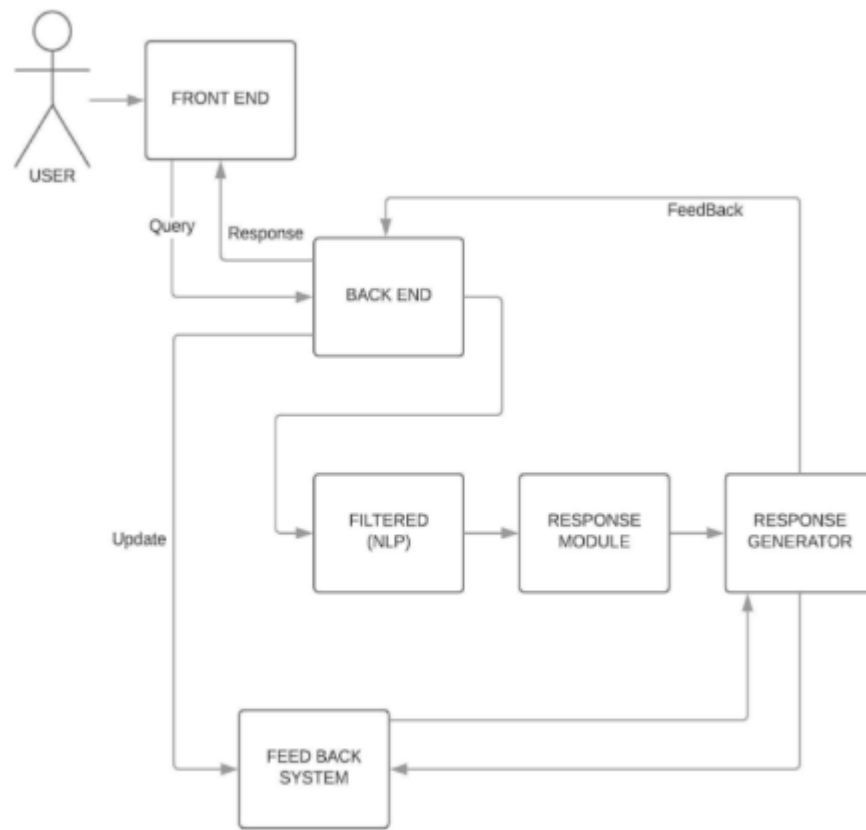 FRONT END
USER
Query
Response
FeedBack
BACK END
Update
FILTERED
(NLP)
RESPONSE
MODULE
RESPONSE
GENERATOR
FEED BACK
SYSTEM